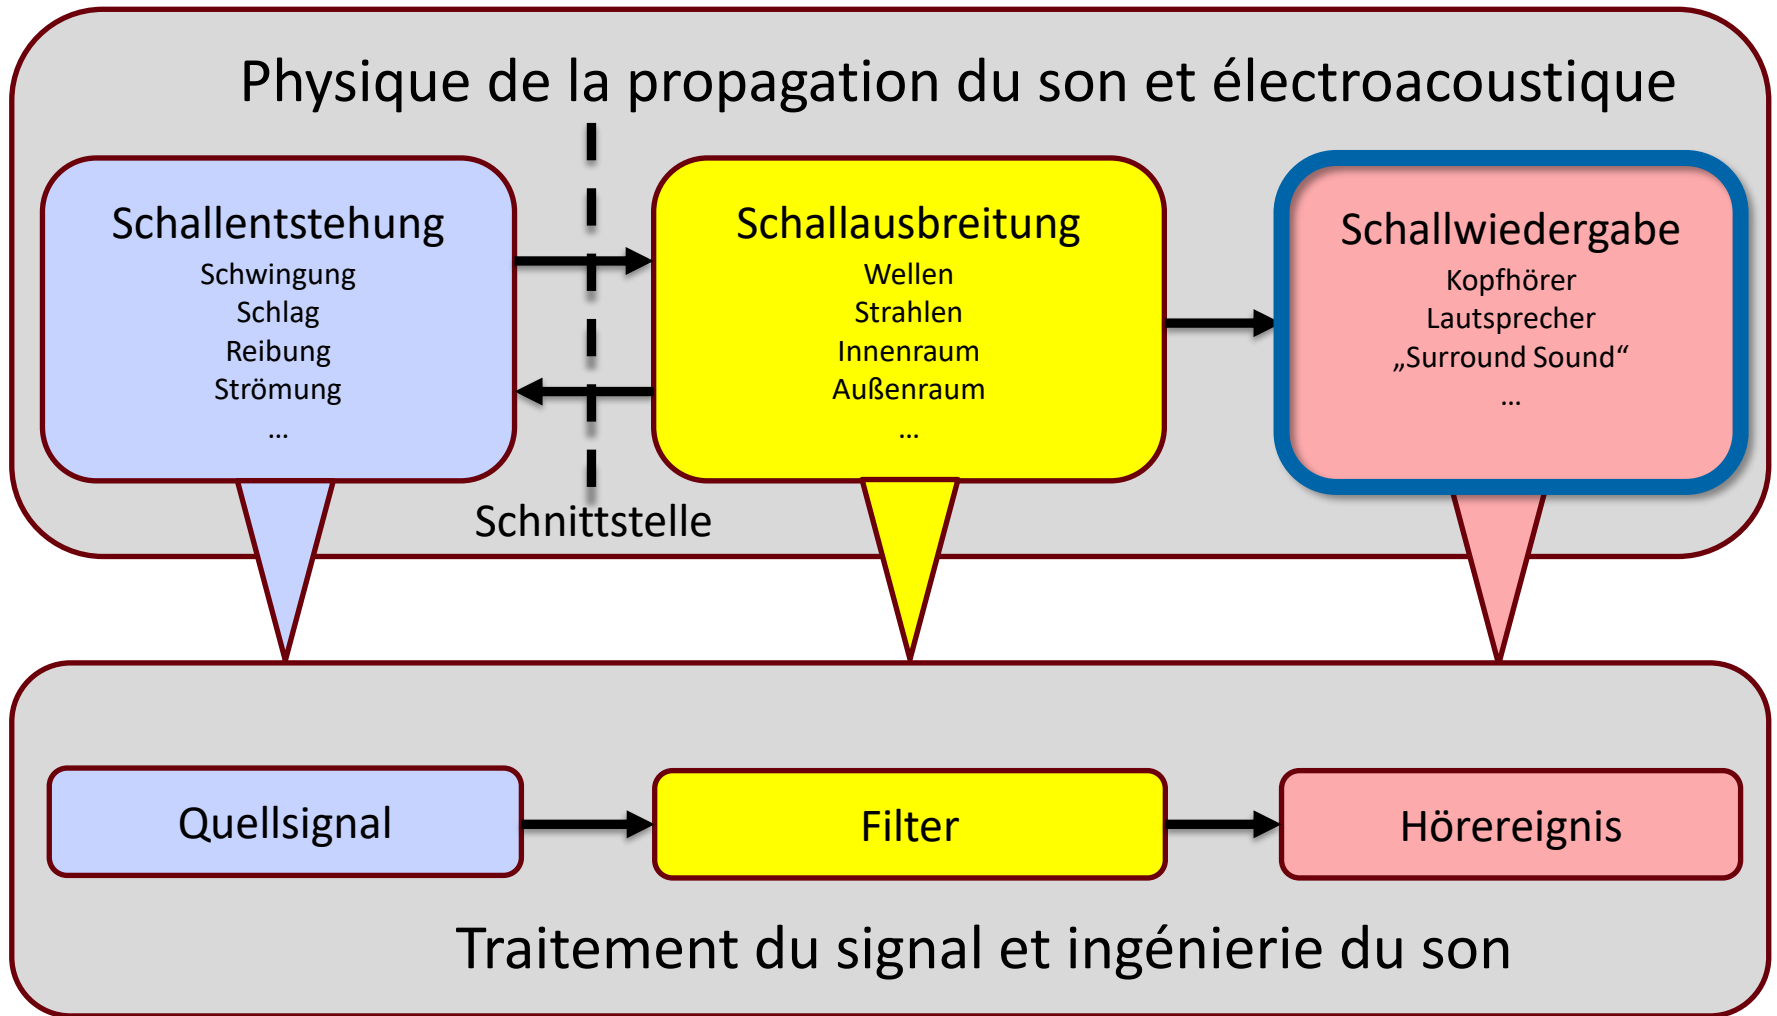 Physique de la propagation du son et électroacoustique
Schallentstehung
Schwingung
Schlag
Reibung
Strömung
...
Schnittstelle
Schallausbreitung
Wellen
Strahlen
Innenraum
Außenraum
...
Schallwiedergabe
Kopfhörer
Lautsprecher
„Surround Sound“
...
Quellsignal
Filter
Hörereignis
Traitement du signal et ingénierie du son